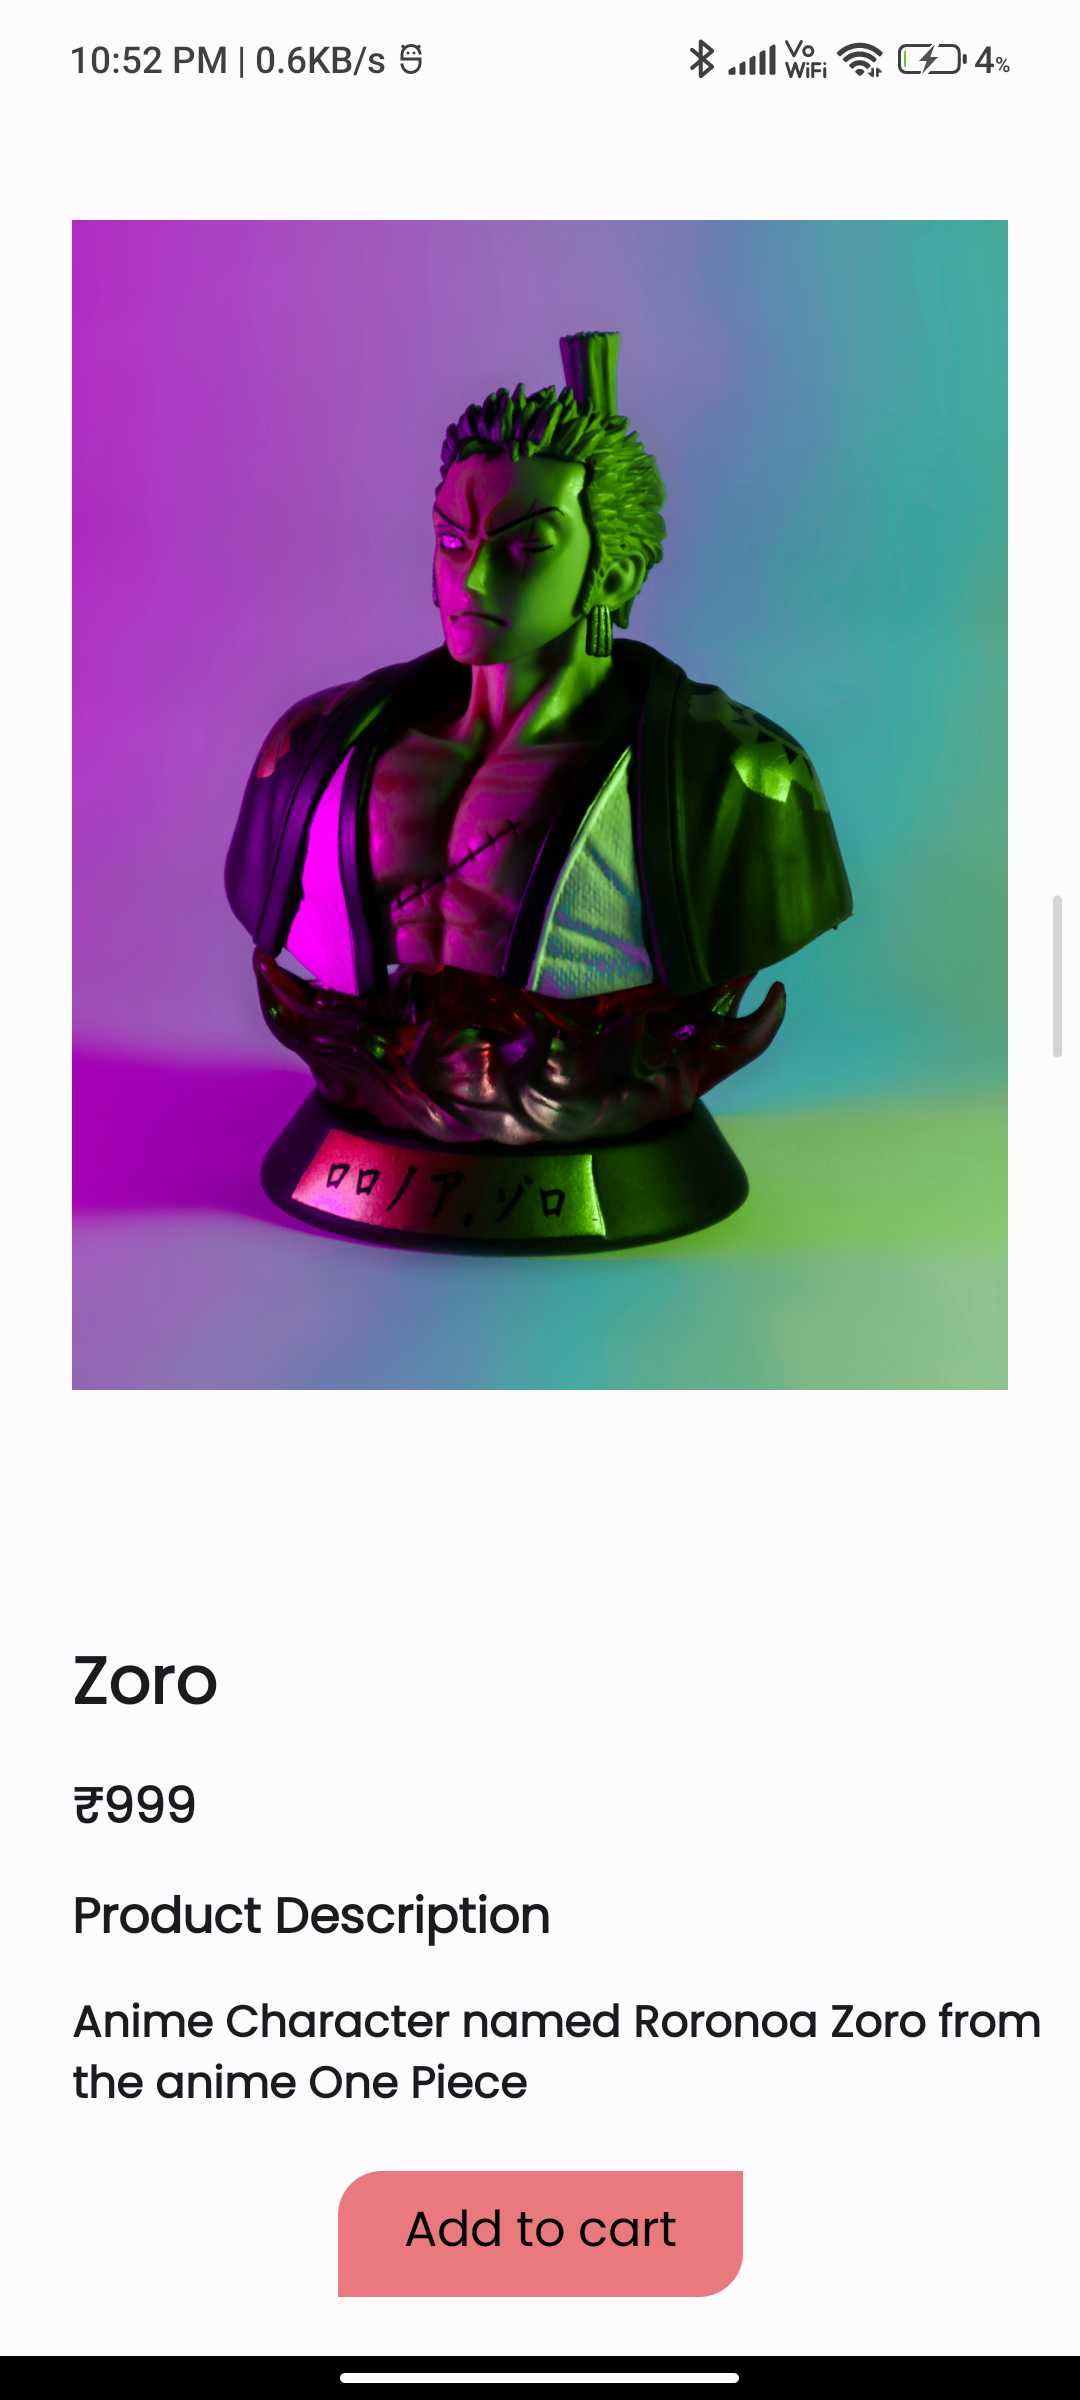 10:52 PM | 0.6KB/s
Vo
WiFi
4%
ロロノア.ゾロ
Zoro
₹999
Product Description
Anime Character named Roronoa Zoro from
the anime One Piece
Add to cart